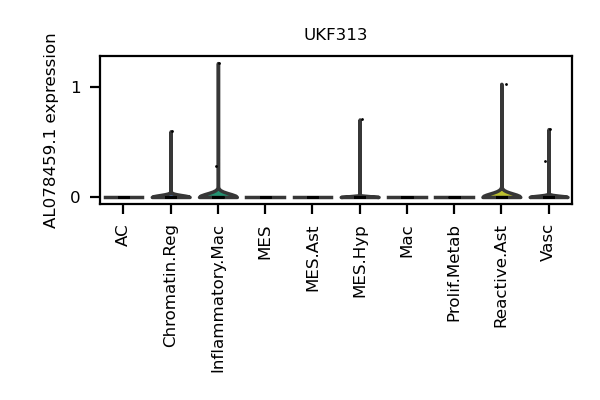 UKF313
AL078459.1 expression
1
0
AC
Chromatin.Reg
Inflammatory.Mac
MES
MES.Ast
MES.Hyp
Mac
Prolif.Metab
Reactive.Ast
Vasc